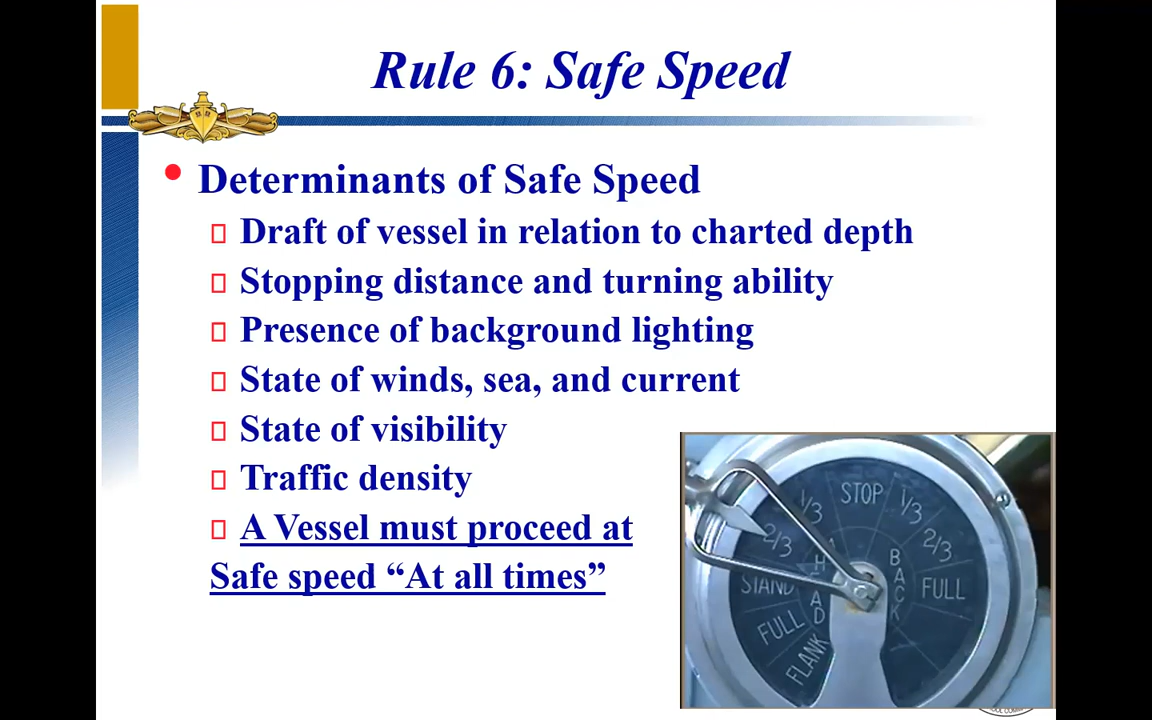 Rule 6: Safe Speed
Determinants of Safe Speed
Draft of vessel in relation to charted depth
Stopping distance and turning ability
Presence of background lighting
State of winds, sea, and current
State of visibility
Traffic density
A Vessel must proceed at
Safe speed “At all times”
1/3 STOP 1/3
2/3 2/3
STAND FULL
FULL
FLANK
AHEAD
BACK